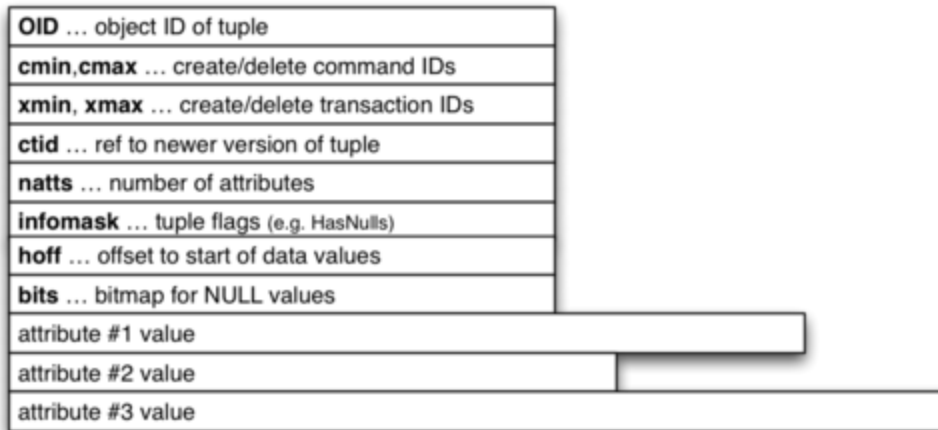 OID … object ID of tuple
cmin,cmax … create/delete command IDs
xmin, xmax … create/delete transaction IDs
ctid … ref to newer version of tuple
natts … number of attributes
infomask … tuple flags (e.g. HasNulls)
hoff … offset to start of data values
bits … bitmap for NULL values
attribute #1 value
attribute #2 value
attribute #3 value